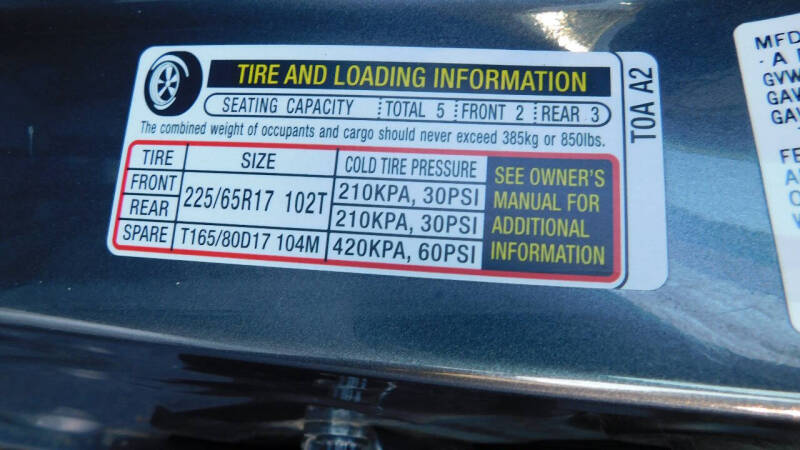 TIRE AND LOADING INFORMATION
SEATING CAPACITY TOTAL 5 FRONT 2 REAR 3
The combined weight of occupants and cargo should never exceed 385kg or 850lbs.
TIRE SIZE COLD TIRE PRESSURE
FRONT 225/65R17 102T 210KPA, 30PSI
REAR 210KPA, 30PSI
SPARE T165/80D17 104M 420KPA, 60PSI
SEE OWNER'S
MANUAL FOR
ADDITIONAL
INFORMATION
T0A A2
MFD
GVW
GAW